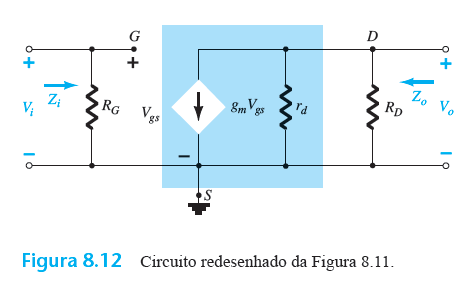 G D
+ + +
Vi Zi RG Vgs gmVgs rd RD Zo Vo
− − −
S
Figura 8.12 Circuito redesenhado da Figura 8.11.